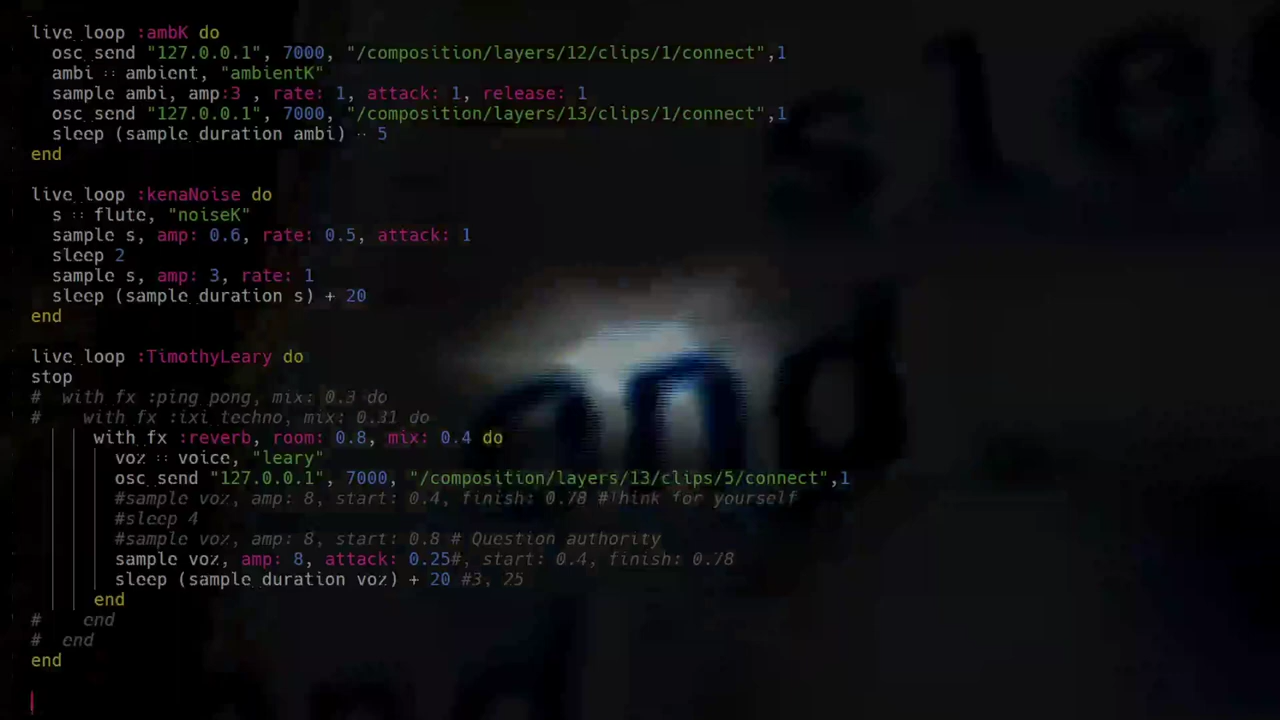 live_loop :ambK do
  osc_send "127.0.0.1", 7000, "/composition/layers/12/clips/1/connect",1
  ambi = ambient, "ambientK"
  sample ambi, amp:3 , rate: 1, attack: 1, release: 1
  osc_send "127.0.0.1", 7000, "/composition/layers/13/clips/1/connect",1
  sleep (sample_duration ambi) - 5
end

live_loop :kenaNoise do
  s = flute, "noiseK"
  sample s, amp: 0.6, rate: 0.5, attack: 1
  sleep 2
  sample s, amp: 3, rate: 1
  sleep (sample_duration s) + 20
end

live_loop :TimothyLeary do
stop
#  with_fx :ping_pong, mix: 0.3 do
#    with_fx :ixi_techno, mix: 0.31 do
      with_fx :reverb, room: 0.8, mix: 0.4 do
        voz = voice, "leary"
        osc_send "127.0.0.1", 7000, "/composition/layers/13/clips/5/connect",1
        #sample voz, amp: 8, start: 0.4, finish: 0.78 #Think for yourself
        #sleep 4
        #sample voz, amp: 8, start: 0.8 # Question authority
        sample voz, amp: 8, attack: 0.25#, start: 0.4, finish: 0.78
        sleep (sample_duration voz) + 20 #3, 25
      end
#    end
#  end
end
sle
and
and